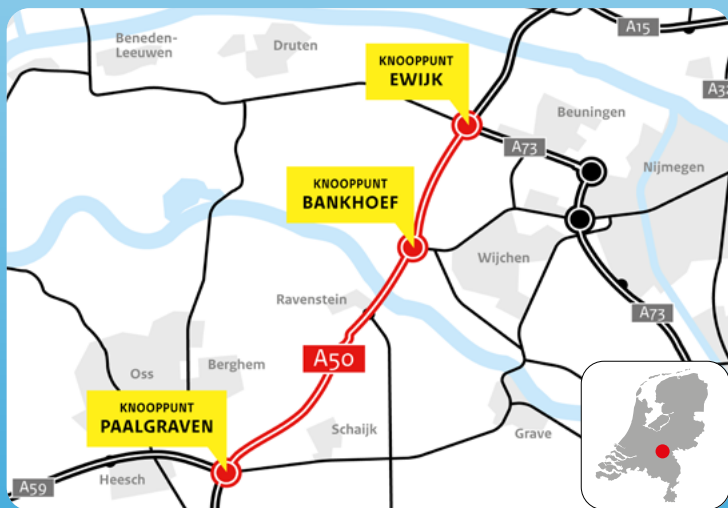 A15
Beneden-
Leeuwen
Druten
KNOOPPUNT
EWIJK
Beuningen
A73
Nijmegen
KNOOPPUNT
BANKHOEF
Wijchen
Ravenstein
A73
A50
Oss
Berghem
KNOOPPUNT
PAALGRAVEN
Schaijk
Grave
Heesch
A59